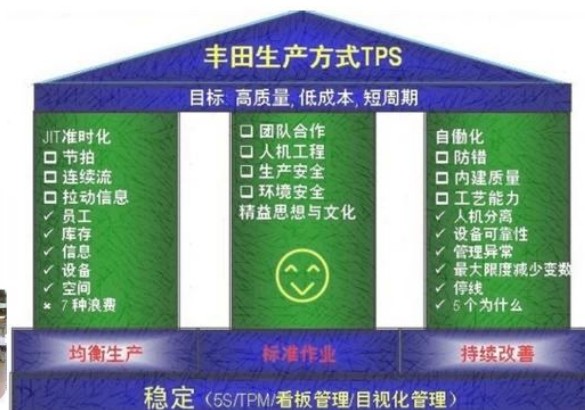 丰田生产方式TPS
目标: 高质量, 低成本, 短周期
JIT准时化
□ 节拍
□ 连续流
□ 拉动信息
✓ 员工
✓ 库存
✓ 信息
✓ 设备
✓ 空间
× 7种浪费
□ 团队合作
□ 人机工程
□ 生产安全
□ 环境安全
精益思想与文化
自働化
□ 防错
□ 内建质量
□ 工艺能力
✓ 人机分离
✓ 设备可靠性
✓ 管理异常
✓ 最大限度减少变数
✓ 停线
✓ 5个为什么
均衡生产
标准作业
持续改善
稳定（5S/TPM/看板管理/目视化管理）